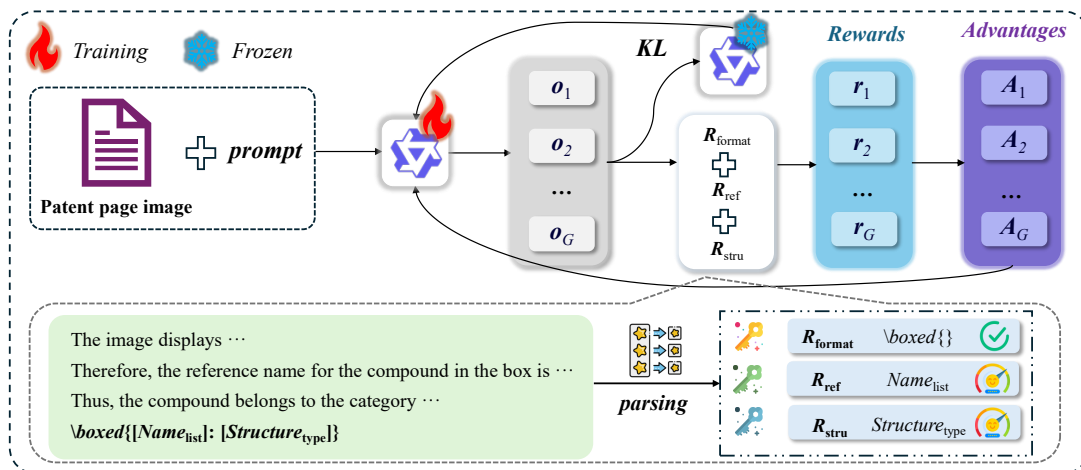 Training
Frozen
KL
Rewards
Advantages
Patent page image
prompt
o1
o2
...
oG
Rformat
Rref
Rstru
r1
r2
...
rG
A1
A2
...
AG
The image displays ⋯
Therefore, the reference name for the compound in the box is ⋯
Thus, the compound belongs to the category ⋯
\boxed{[Namelist]: [Structuretype]}
parsing
Rformat \boxed{}
Rref Namelist
Rstru Structuretype